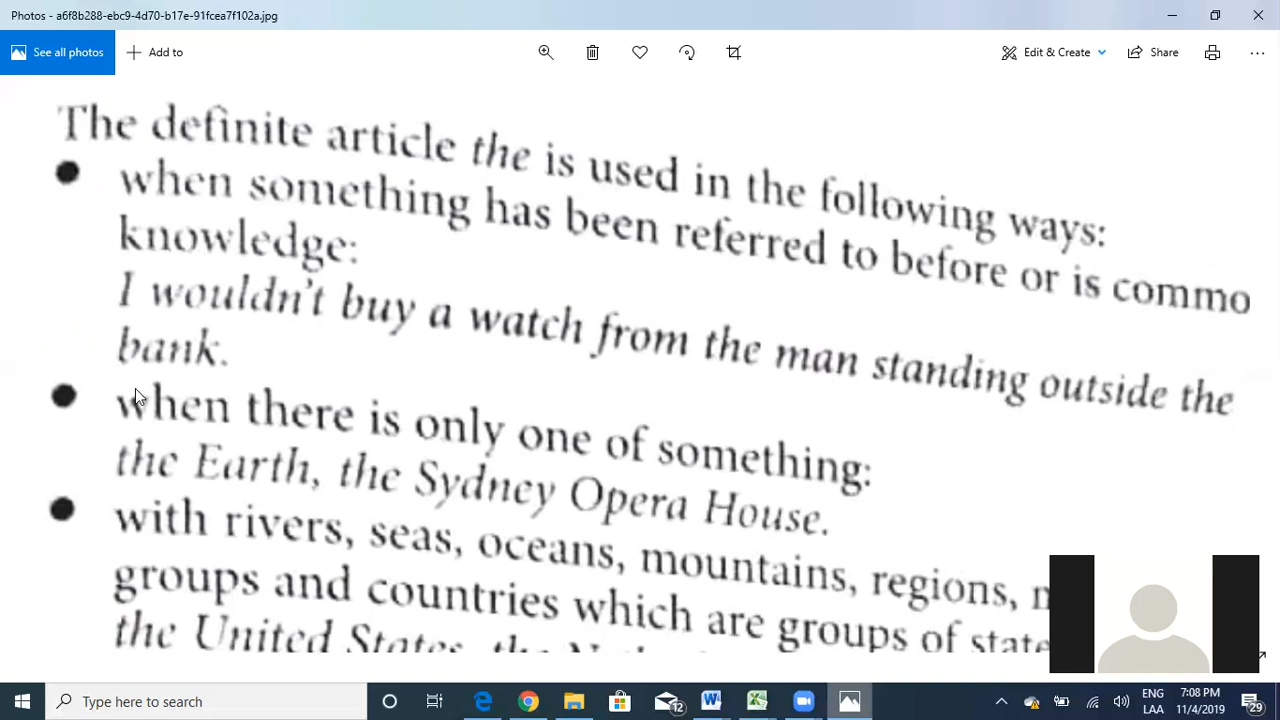 Photos - a6f8b288-ebc9-4d70-b17e-91fcea7f102a.jpg
See all photos
Add to
Edit & Create
Share
The definite article the is used in the following ways:
when something has been referred to before or is commo
knowledge:
I wouldn't buy a watch from the man standing outside the
bank.
when there is only one of something:
the Earth, the Sydney Opera House.
with rivers, seas, oceans, mountains, regions,
groups and countries which are groups of state
the United States, the
Type here to search
12
ENG
LAA
7:08 PM
11/4/2019
29